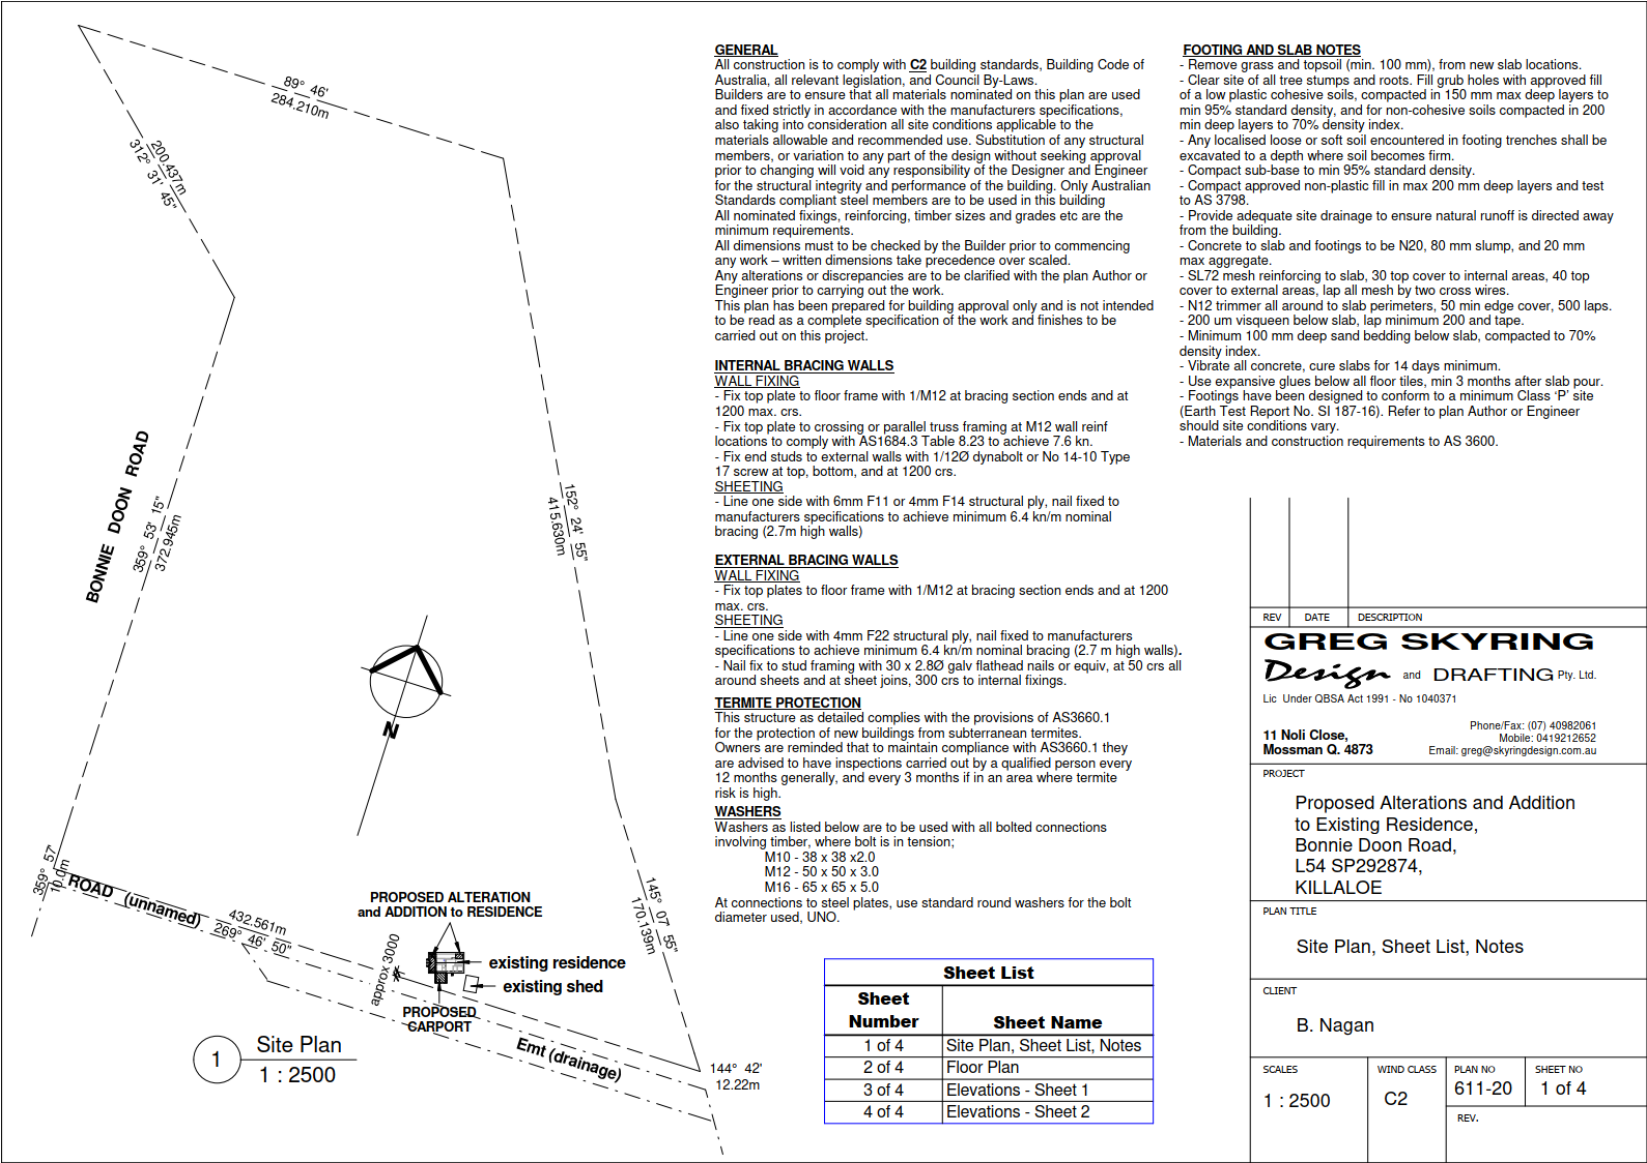 89° 46'
284.210m
200.437m
312° 31' 45"
BONNIE DOON ROAD
359° 53' 15"
372.945m
152° 24' 55"
415.630m
N
359° 57'
10.0m
ROAD (unnamed)
432.561m
269° 46' 50"
PROPOSED ALTERATION
and ADDITION to RESIDENCE
approx 3000
existing residence
existing shed
PROPOSED
CARPORT
Emt (drainage)
145° 07' 55"
170.139m
144° 42'
12.22m
1
Site Plan
1 : 2500
GENERAL
All construction is to comply with C2 building standards, Building Code of
Australia, all relevant legislation, and Council By-Laws.
Builders are to ensure that all materials nominated on this plan are used
and fixed strictly in accordance with the manufacturers specifications,
also taking into consideration all site conditions applicable to the
materials allowable and recommended use. Substitution of any structural
members, or variation to any part of the design without seeking approval
prior to changing will void any responsibility of the Designer and Engineer
for the structural integrity and performance of the building. Only Australian
Standards compliant steel members are to be used in this building
All nominated fixings, reinforcing, timber sizes and grades etc are the
minimum requirements.
All dimensions must to be checked by the Builder prior to commencing
any work – written dimensions take precedence over scaled.
Any alterations or discrepancies are to be clarified with the plan Author or
Engineer prior to carrying out the work.
This plan has been prepared for building approval only and is not intended
to be read as a complete specification of the work and finishes to be
carried out on this project.
INTERNAL BRACING WALLS
WALL FIXING
- Fix top plate to floor frame with 1/M12 at bracing section ends and at
1200 max. crs.
- Fix top plate to crossing or parallel truss framing at M12 wall reinf
locations to comply with AS1684.3 Table 8.23 to achieve 7.6 kn.
- Fix end studs to external walls with 1/12Ø dynabolt or No 14-10 Type
17 screw at top, bottom, and at 1200 crs.
SHEETING
- Line one side with 6mm F11 or 4mm F14 structural ply, nail fixed to
manufacturers specifications to achieve minimum 6.4 kn/m nominal
bracing (2.7m high walls)
EXTERNAL BRACING WALLS
WALL FIXING
- Fix top plates to floor frame with 1/M12 at bracing section ends and at 1200
max. crs.
SHEETING
- Line one side with 4mm F22 structural ply, nail fixed to manufacturers
specifications to achieve minimum 6.4 kn/m nominal bracing (2.7 m high walls).
- Nail fix to stud framing with 30 x 2.8Ø galv flathead nails or equiv, at 50 crs all
around sheets and at sheet joins, 300 crs to internal fixings.
TERMITE PROTECTION
This structure as detailed complies with the provisions of AS3660.1
for the protection of new buildings from subterranean termites.
Owners are reminded that to maintain compliance with AS3660.1 they
are advised to have inspections carried out by a qualified person every
12 months generally, and every 3 months if in an area where termite
risk is high.
WASHERS
Washers as listed below are to be used with all bolted connections
involving timber, where bolt is in tension;
M10 - 38 x 38 x2.0
M12 - 50 x 50 x 3.0
M16 - 65 x 65 x 5.0
At connections to steel plates, use standard round washers for the bolt
diameter used, UNO.
Sheet List
Sheet Number Sheet Name
1 of 4 Site Plan, Sheet List, Notes
2 of 4 Floor Plan
3 of 4 Elevations - Sheet 1
4 of 4 Elevations - Sheet 2
FOOTING AND SLAB NOTES
- Remove grass and topsoil (min. 100 mm), from new slab locations.
- Clear site of all tree stumps and roots. Fill grub holes with approved fill
of a low plastic cohesive soils, compacted in 150 mm max deep layers to
min 95% standard density, and for non-cohesive soils compacted in 200
min deep layers to 70% density index.
- Any localised loose or soft soil encountered in footing trenches shall be
excavated to a depth where soil becomes firm.
- Compact sub-base to min 95% standard density.
- Compact approved non-plastic fill in max 200 mm deep layers and test
to AS 3798.
- Provide adequate site drainage to ensure natural runoff is directed away
from the building.
- Concrete to slab and footings to be N20, 80 mm slump, and 20 mm
max aggregate.
- SL72 mesh reinforcing to slab, 30 top cover to internal areas, 40 top
cover to external areas, lap all mesh by two cross wires.
- N12 trimmer all around to slab perimeters, 50 min edge cover, 500 laps.
- 200 um visqueen below slab, lap minimum 200 and tape.
- Minimum 100 mm deep sand bedding below slab, compacted to 70%
density index.
- Vibrate all concrete, cure slabs for 14 days minimum.
- Use expansive glues below all floor tiles, min 3 months after slab pour.
- Footings have been designed to conform to a minimum Class ‘P’ site
(Earth Test Report No. SI 187-16). Refer to plan Author or Engineer
should site conditions vary.
- Materials and construction requirements to AS 3600.
REV DATE DESCRIPTION
GREG SKYRING
Design and DRAFTING Pty. Ltd.
Lic Under QBSA Act 1991 - No 1040371
11 Noli Close,
Mossman Q. 4873
Phone/Fax: (07) 40982061
Mobile: 0419212652
Email: greg@skyringdesign.com.au
PROJECT
Proposed Alterations and Addition
to Existing Residence,
Bonnie Doon Road,
L54 SP292874,
KILLALOE
PLAN TITLE
Site Plan, Sheet List, Notes
CLIENT
B. Nagan
SCALES
1 : 2500
WIND CLASS
C2
PLAN NO
611-20
SHEET NO
1 of 4
REV.